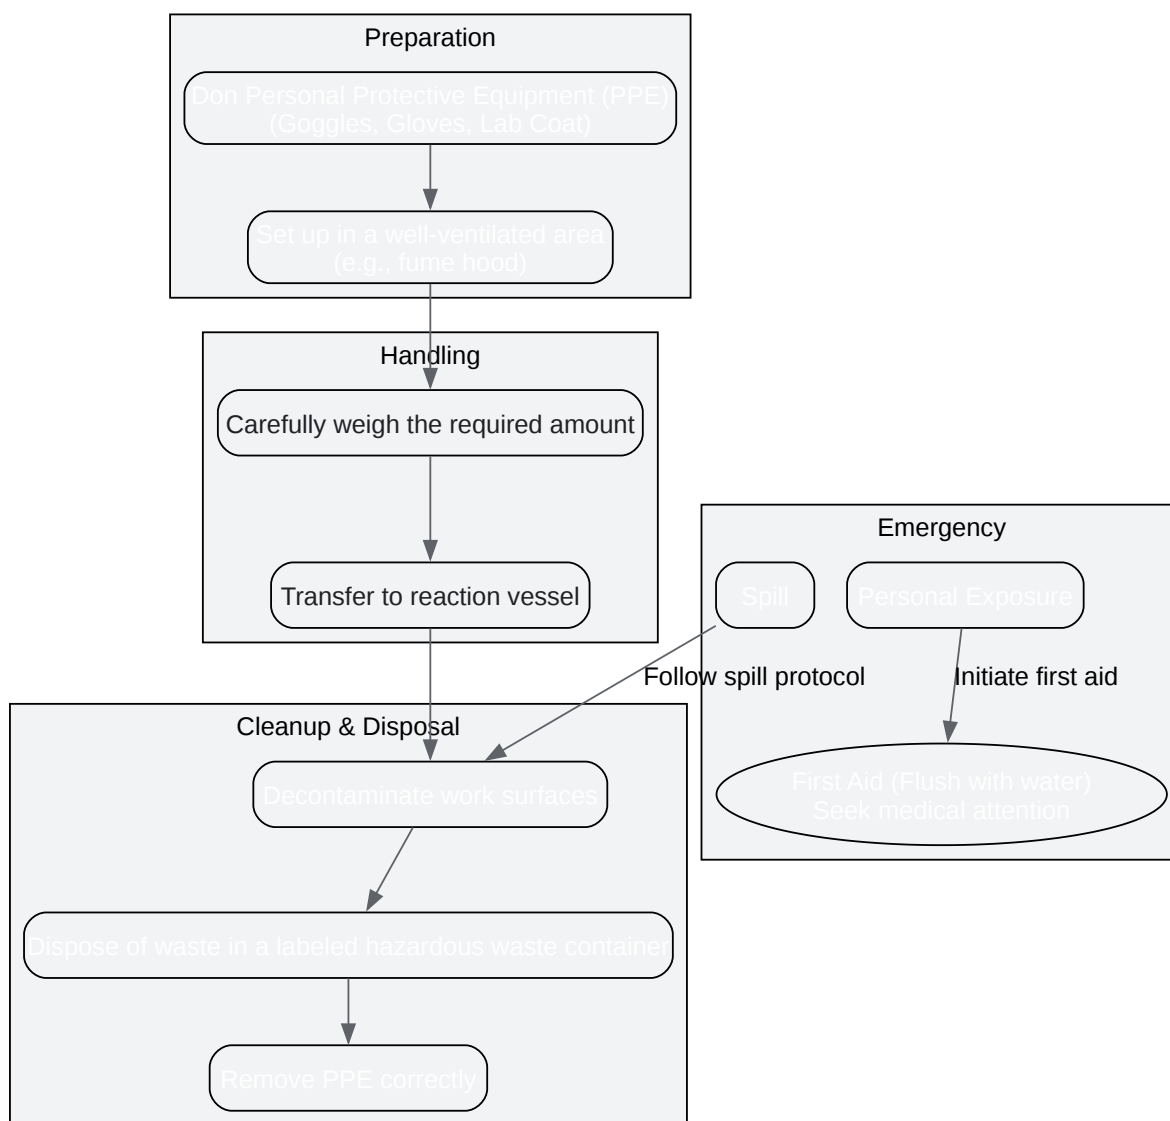 Preparation
Don Personal Protective Equipment (PPE)
(Goggles, Gloves, Lab Coat)
Set up in a well-ventilated area
(e.g., fume hood)
Handling
Carefully weigh the required amount
Transfer to reaction vessel
Emergency
Spill
Personal Exposure
Follow spill protocol
Initiate first aid
First Aid (Flush with water)
Seek medical attention
Cleanup & Disposal
Decontaminate work surfaces
Dispose of waste in a labeled hazardous waste container
Remove PPE correctly